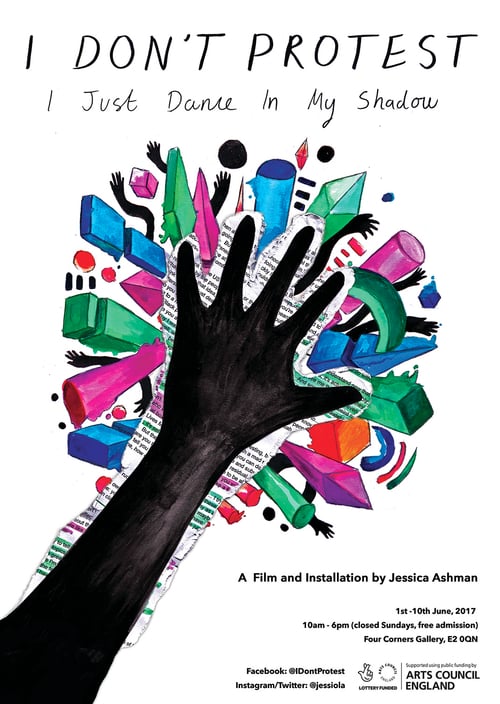 I DON'T PROTEST
I Just Dance In My Shadow
A Film and Installation by Jessica Ashman
1st -10th June, 2017
10am - 6pm (closed Sundays, free admission)
Four Corners Gallery, E2 0QN
Facebook: @IDontProtest
Instagram/Twitter: @jessiola
LOTTERY FUNDED
Supported using public funding by
ARTS COUNCIL
ENGLAND